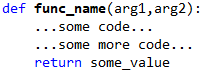 def func_name(arg1,arg2):
    ...some code...
    ...some more code...
    return some_value